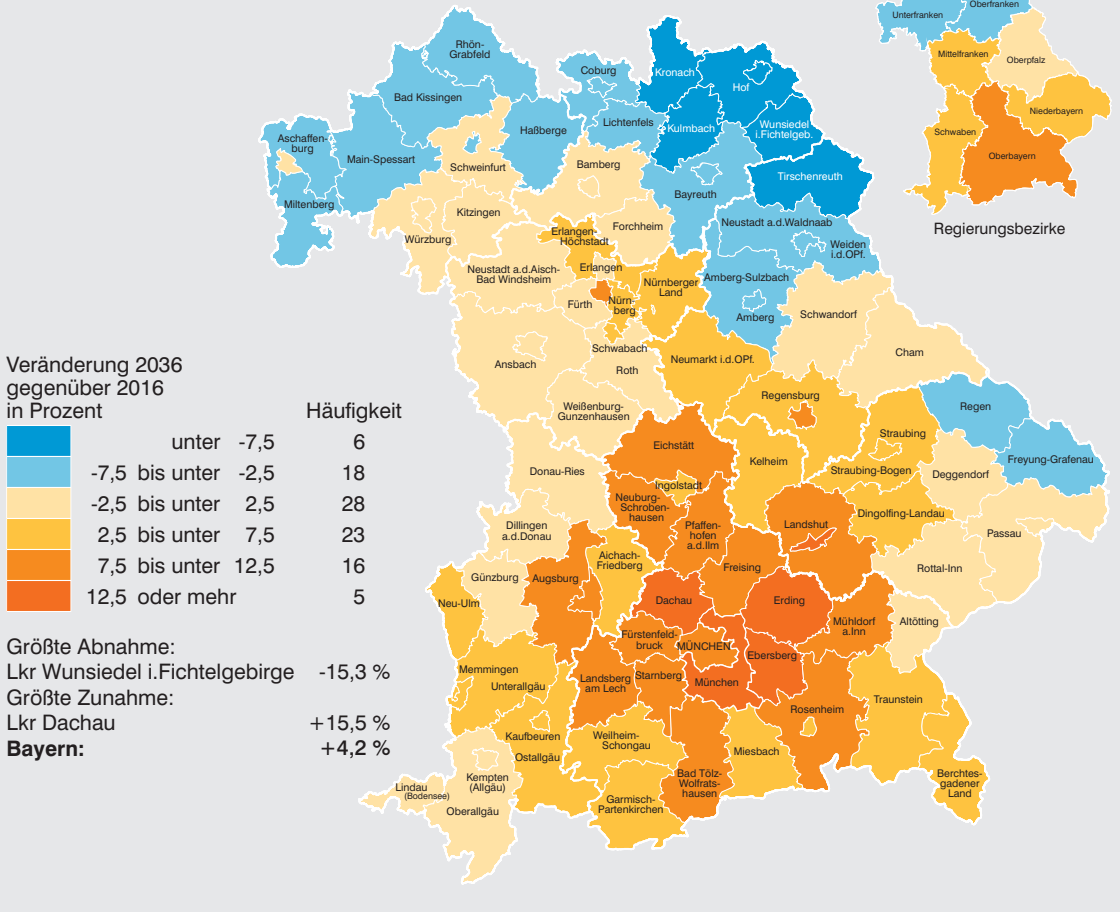 Unterfranken
Oberfranken
Mittelfranken
Oberpfalz
Niederbayern
Schwaben
Oberbayern
Regierungsbezirke
Rhön-
Grabfeld
Coburg
Kronach
Hof
Bad Kissingen
Lichtenfels
Kulmbach
Wunsiedel
i.Fichtelgeb.
Haßberge
Aschaffen-
burg
Main-Spessart
Schweinfurt
Bamberg
Tirschenreuth
Bayreuth
Miltenberg
Kitzingen
Würzburg
Forchheim
Neustadt a.d.Waldnaab
Weiden
i.d.OPf.
Erlangen-
Höchstadt
Erlangen
Neustadt a.d.Aisch-
Bad Windsheim
Nürnberger
Land
Amberg-Sulzbach
Amberg
Fürth
Nürn-
berg
Schwandorf
Schwabach
Roth
Ansbach
Neumarkt i.d.OPf.
Cham
Weißenburg-
Gunzenhausen
Regensburg
Regen
Straubing
Eichstätt
Freyung-Grafenau
Kelheim
Straubing-Bogen
Deggendorf
Donau-Ries
Ingolstadt
Neuburg-
Schroben-
hausen
Dingolfing-Landau
Pfaffen-
hofen
a.d.Ilm
Landshut
Passau
Dillingen
a.d.Donau
Aichach-
Friedberg
Freising
Rottal-Inn
Günzburg
Augsburg
Neu-Ulm
Dachau
Erding
Mühldorf
a.Inn
Altötting
Fürstenfeld-
bruck
MÜNCHEN
Ebersberg
Memmingen
Unterallgäu
Landsberg
am Lech
Starnberg
München
Rosenheim
Traunstein
Kaufbeuren
Ostallgäu
Weilheim-
Schongau
Miesbach
Bad Tölz-
Wolfrats-
hausen
Berchtes-
gadener
Land
Kempten
(Allgäu)
Lindau
(Bodensee)
Oberallgäu
Garmisch-
Partenkirchen
Veränderung 2036
gegenüber 2016
in Prozent Häufigkeit
unter -7,5 6
-7,5 bis unter -2,5 18
-2,5 bis unter 2,5 28
2,5 bis unter 7,5 23
7,5 bis unter 12,5 16
12,5 oder mehr 5
Größte Abnahme:
Lkr Wunsiedel i.Fichtelgebirge -15,3 %
Größte Zunahme:
Lkr Dachau +15,5 %
Bayern: +4,2 %